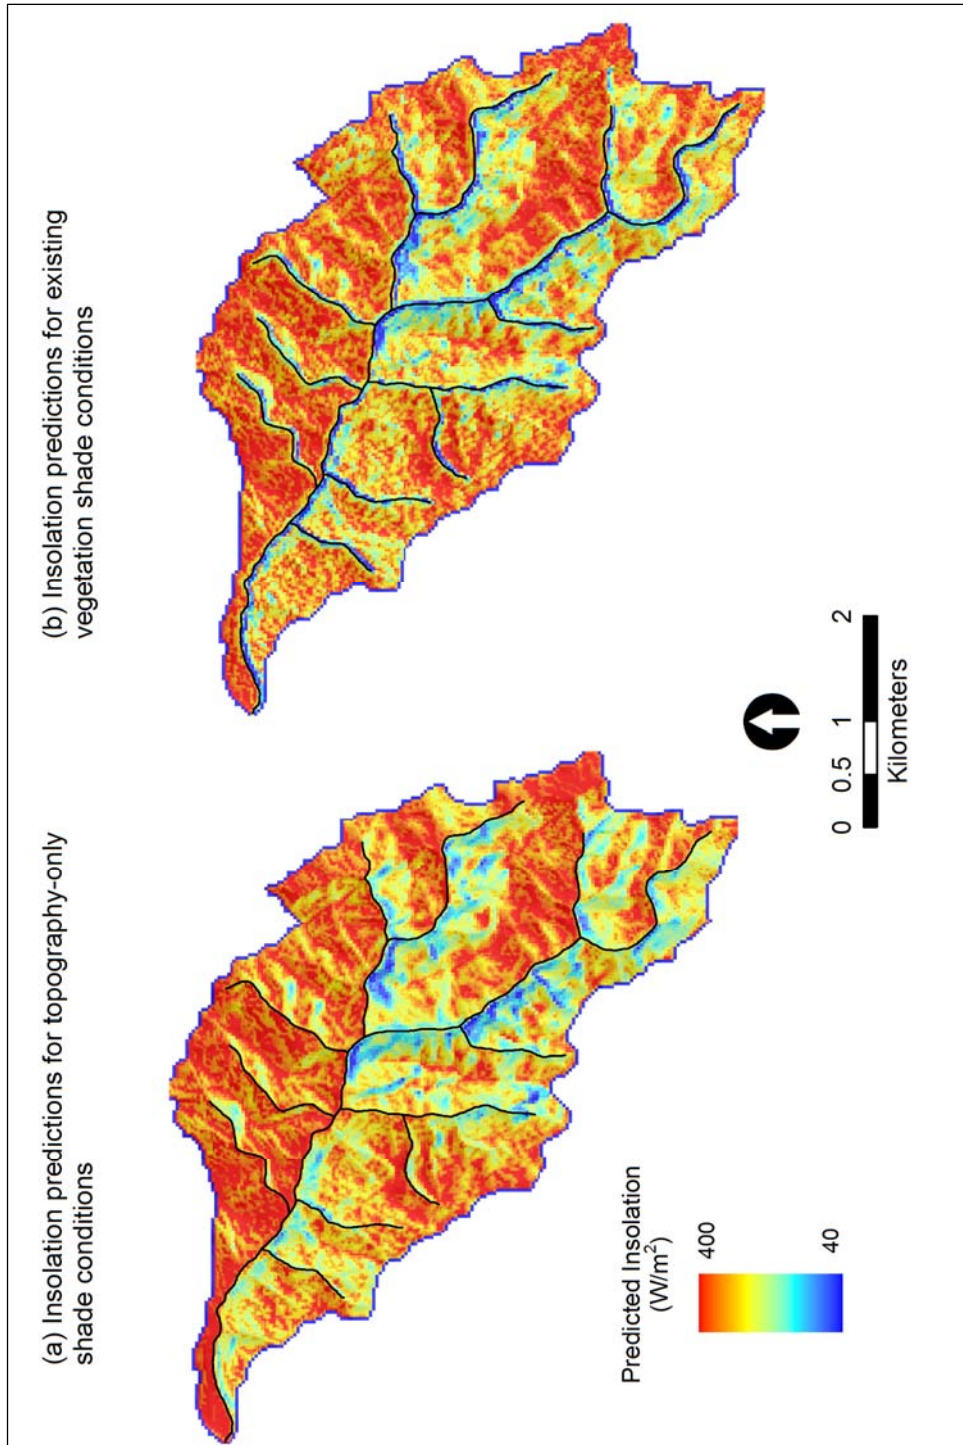 (a) Insolation predictions for topography-only
shade conditions
(b) Insolation predictions for existing
vegetation shade conditions
Predicted Insolation
(W/m²)
400
40
0 0.5 1 2
Kilometers